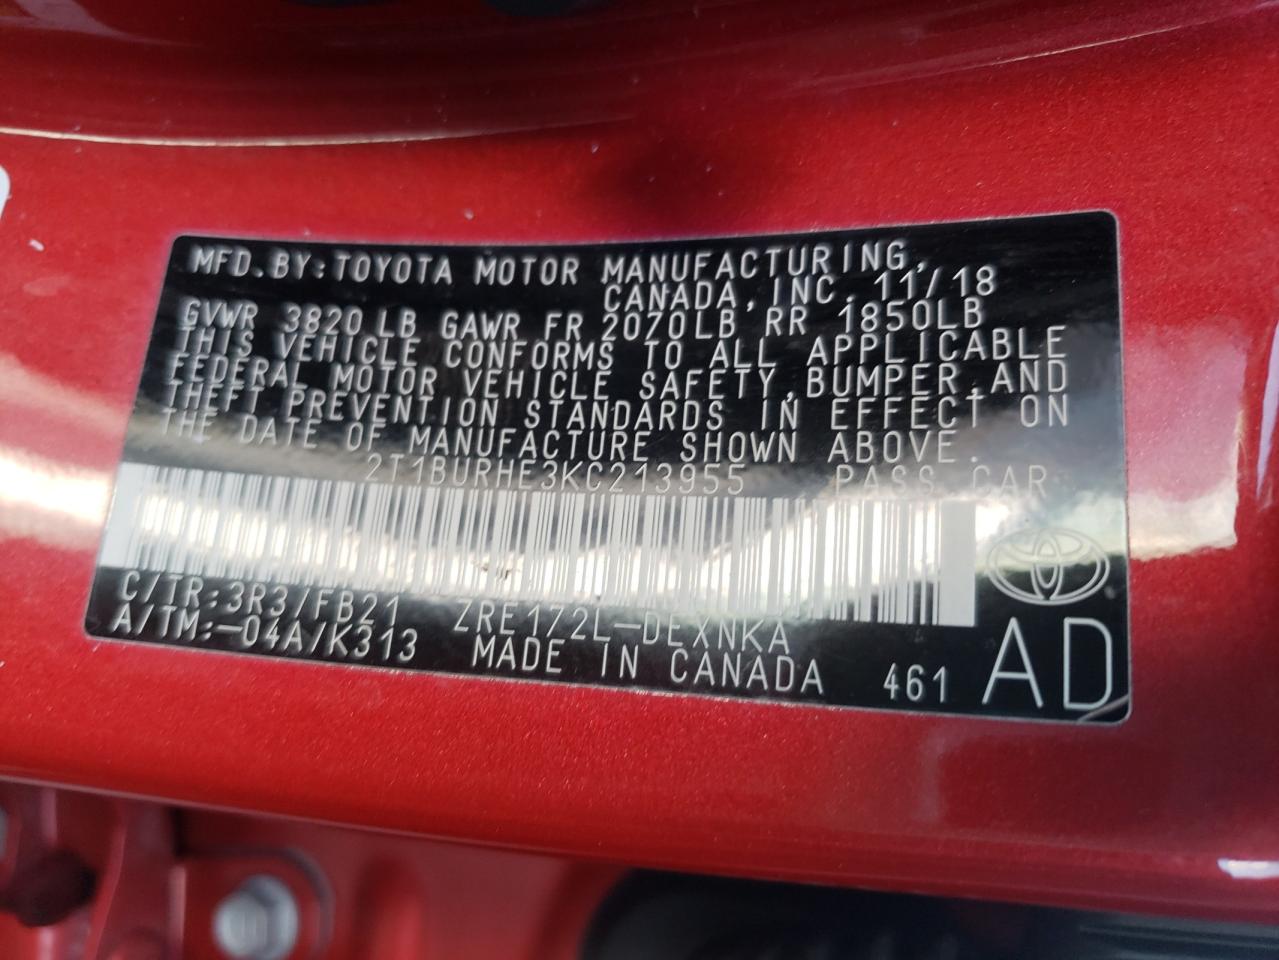 MFD.BY:TOYOTA MOTOR MANUFACTURING,
CANADA,INC. 11/18
GVWR 3820LB GAWR FR 2070LB RR 1850LB
THIS VEHICLE CONFORMS TO ALL APPLICABLE
FEDERAL MOTOR VEHICLE SAFETY,BUMPER,AND
THEFT PREVENTION STANDARDS IN EFFECT ON
THE DATE OF MANUFACTURE SHOWN ABOVE.
2T1BURHE3KC213955 PASS CAR
C/TR:3R3/FB21 ZRE172L-DEXNKA
A/TM:-04A/K313 MADE IN CANADA 461 AD